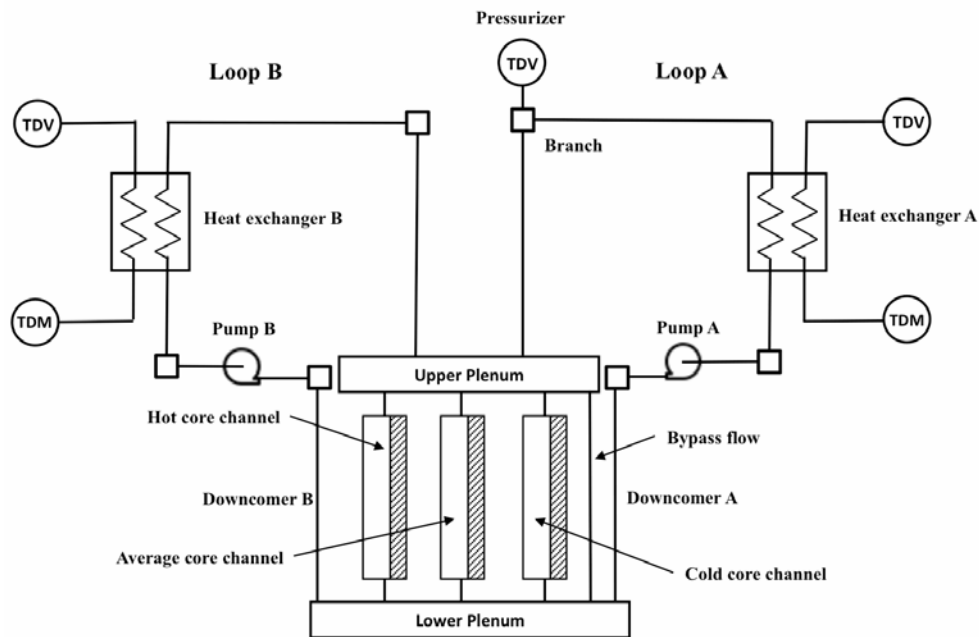 Pressurizer
TDV
Loop B
Loop A
TDV
TDV
Branch
Heat exchanger B
Heat exchanger A
TDM
TDM
Pump B
Pump A
Upper Plenum
Hot core channel
Bypass flow
Downcomer B
Downcomer A
Average core channel
Cold core channel
Lower Plenum